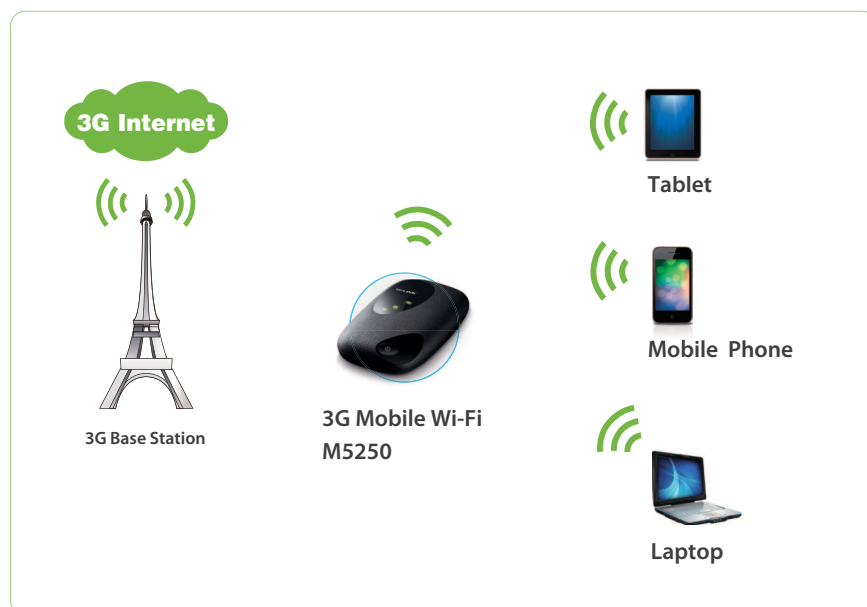 3G Internet
3G Base Station
3G Mobile Wi-Fi
M5250
Tablet
Mobile Phone
Laptop